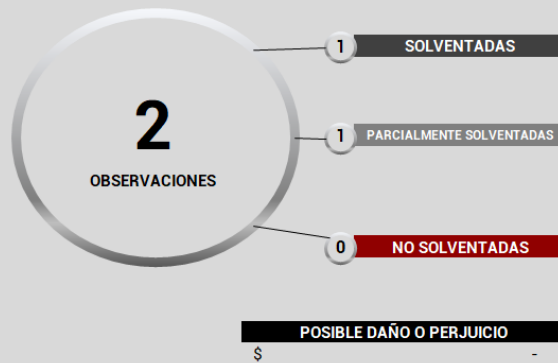 2
OBSERVACIONES
1 SOLVENTADAS
1 PARCIALMENTE SOLVENTADAS
0 NO SOLVENTADAS
POSIBLE DAÑO O PERJUICIO
$ -